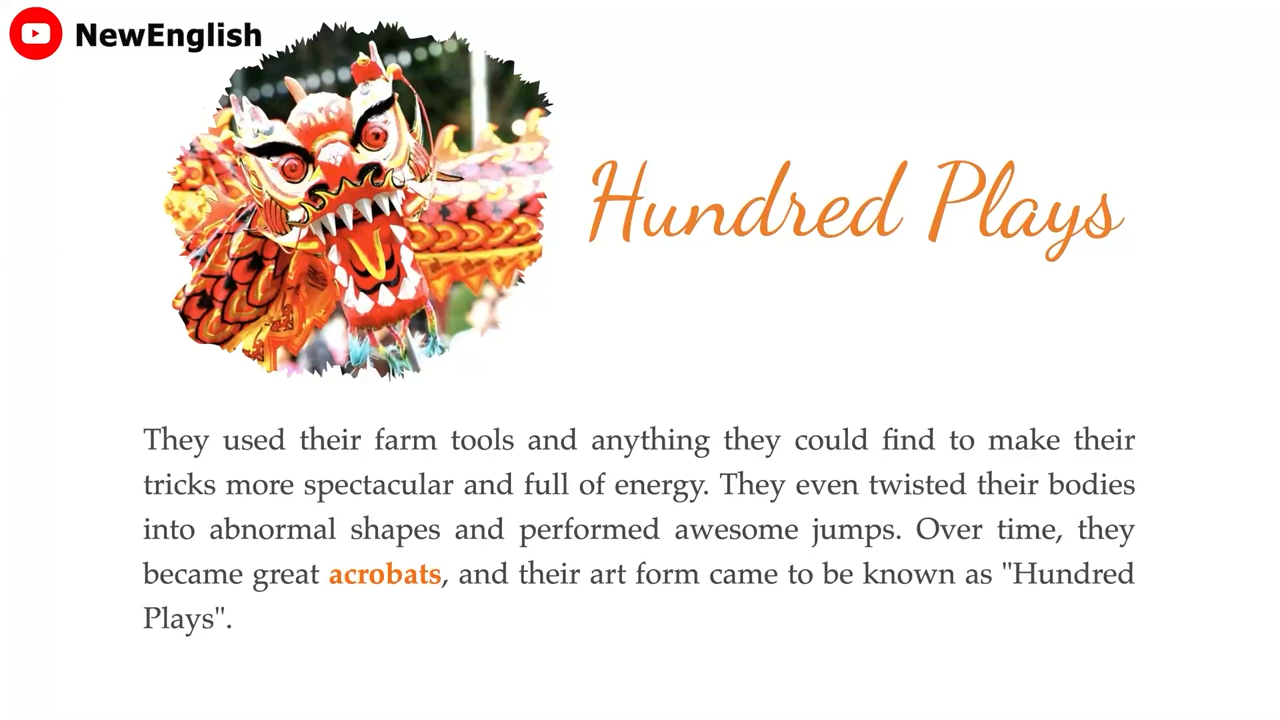 NewEnglish
Hundred Plays
They used their farm tools and anything they could find to make their
tricks more spectacular and full of energy. They even twisted their bodies
into abnormal shapes and performed awesome jumps. Over time, they
became great acrobats, and their art form came to be known as "Hundred
Plays".